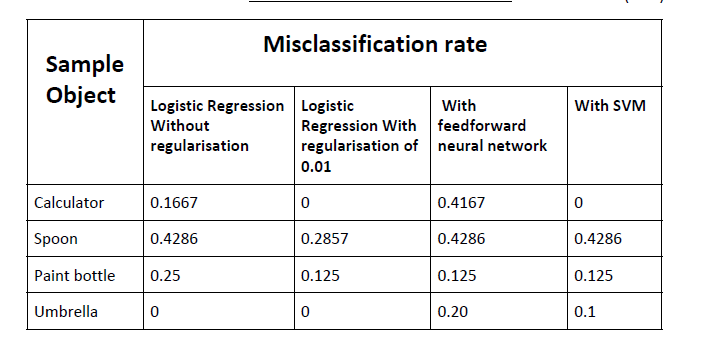 Misclassification rate
Sample
Object
Logistic Regression
Without
regularisation
Logistic
Regression With
regularisation of
0.01
With
feedforward
neural network
With SVM
Calculator 0.1667 0 0.4167 0
Spoon 0.4286 0.2857 0.4286 0.4286
Paint bottle 0.25 0.125 0.125 0.125
Umbrella 0 0 0.20 0.1